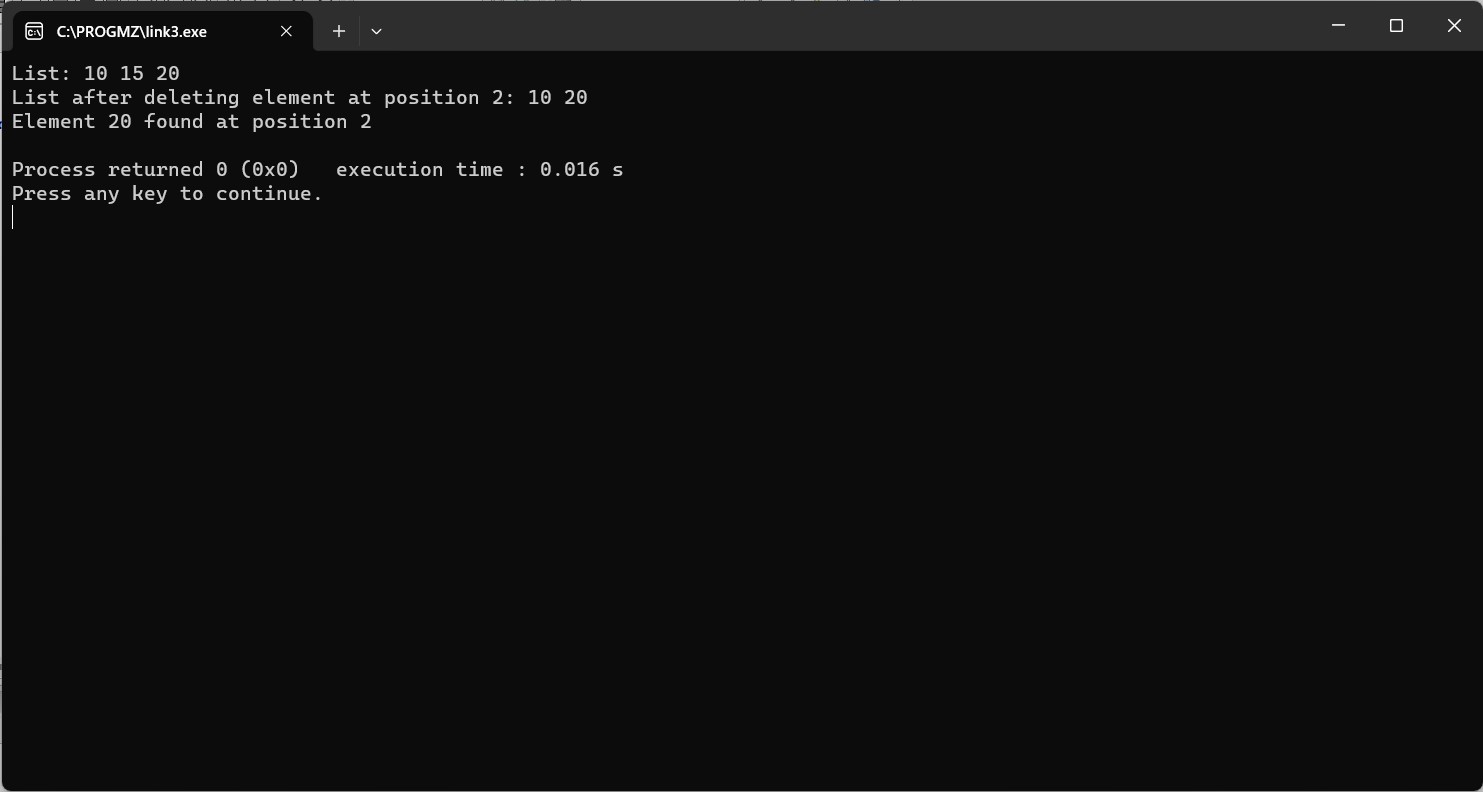 C:\PROGMZ\link3.exe
List: 10 15 20
List after deleting element at position 2: 10 20
Element 20 found at position 2
Process returned 0 (0x0)   execution time : 0.016 s
Press any key to continue.